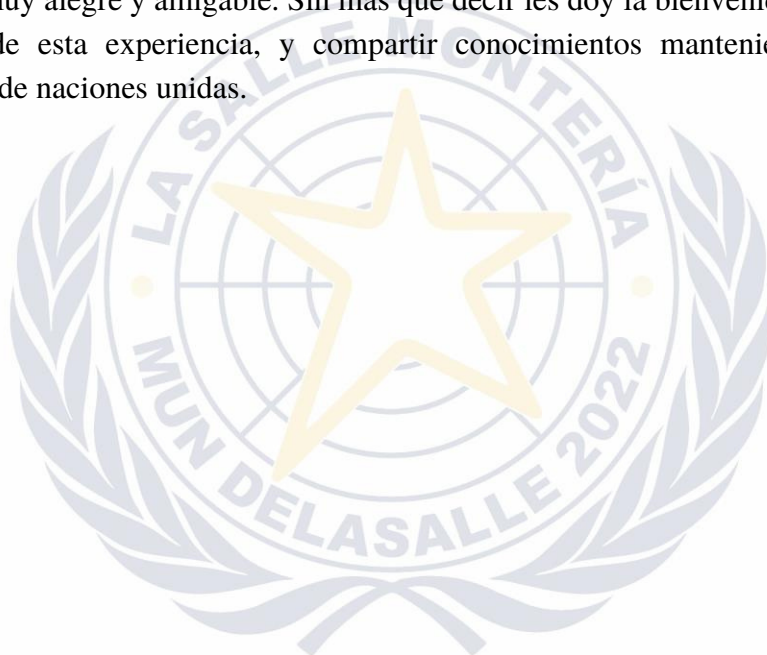 muy alegre y amigable. Sin más que decir les doy la
de esta experiencia, y compartir conocimientos
de naciones unidas.
LA SALLE MONTERÍA
MUN DELASALLE 2022